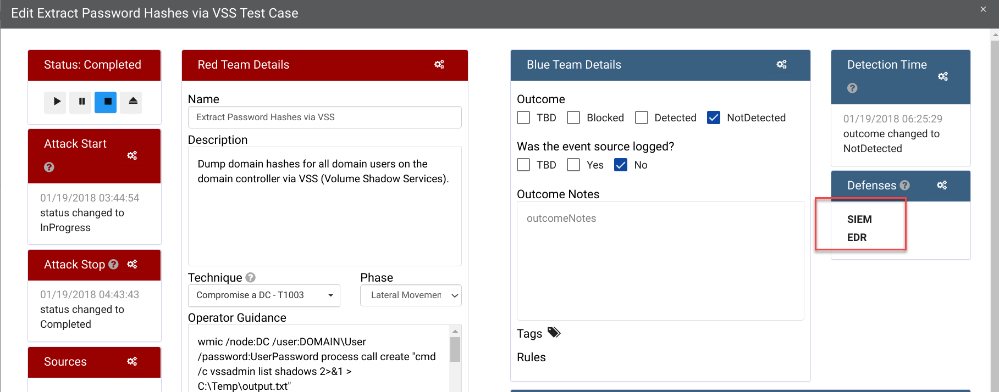 Edit Extract Password Hashes via VSS Test Case
Status: Completed
Attack Start
01/19/2018 03:44:54
status changed to
InProgress
Attack Stop
01/19/2018 04:43:43
status changed to
Completed
Sources
Red Team Details
Name
Extract Password Hashes via VSS
Description
Dump domain hashes for all domain users on the
domain controller via VSS (Volume Shadow Services).
Technique
Phase
Compromise a DC - T1003
Lateral Movemen
Operator Guidance
wmic /node:DC /user:DOMAIN\User
/password:UserPassword process call create "cmd
/c vssadmin list shadows 2>&1 >
C:\Temp\output.txt"
Blue Team Details
Outcome
TBD Blocked Detected NotDetected
Was the event source logged?
TBD Yes No
Outcome Notes
outcomeNotes
Tags
Rules
Detection Time
01/19/2018 06:25:29
outcome changed to
NotDetected
Defenses
SIEM
EDR